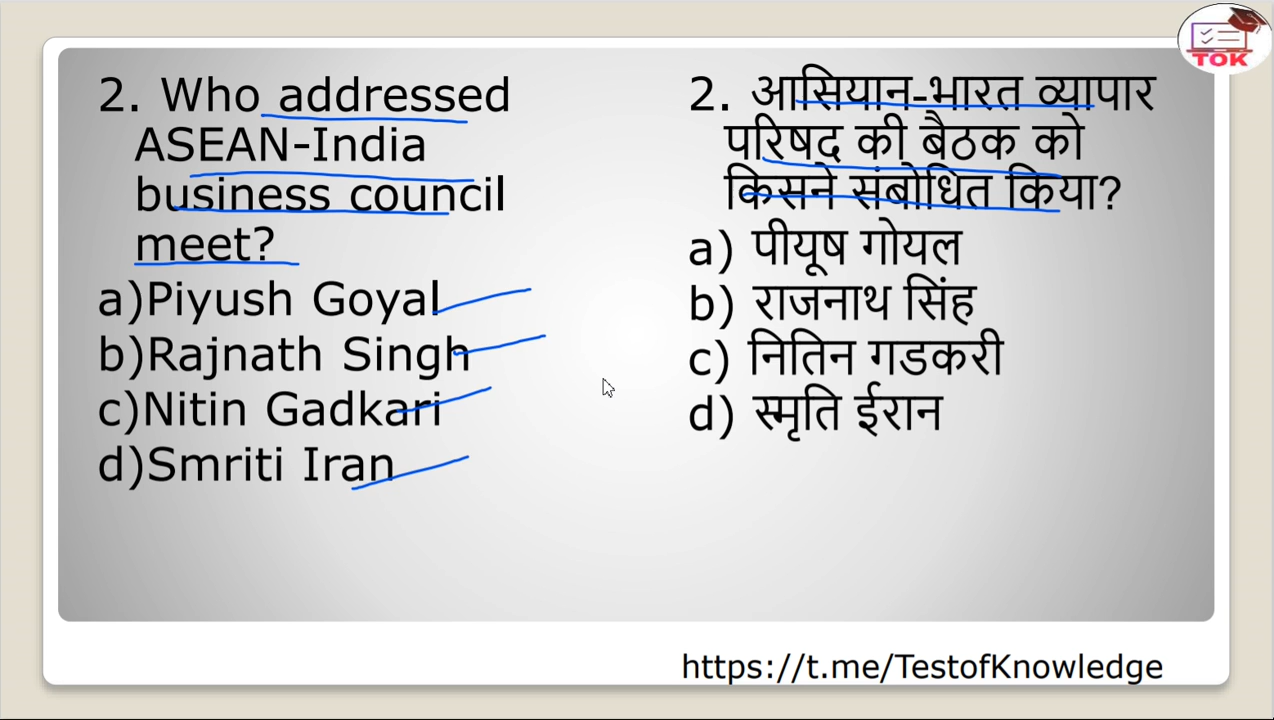 TOK
2. Who addressed
ASEAN-India
business council
meet?
a)Piyush Goyal
b)Rajnath Singh
c)Nitin Gadkari
d)Smriti Iran
2. आसियान-भारत व्यापार
परिषद की बैठक को
किसने संबोधित किया?
a) पीयूष गोयल
b) राजनाथ सिंह
c) नितिन गडकरी
d) स्मृति ईरान
https://t.me/TestofKnowledge